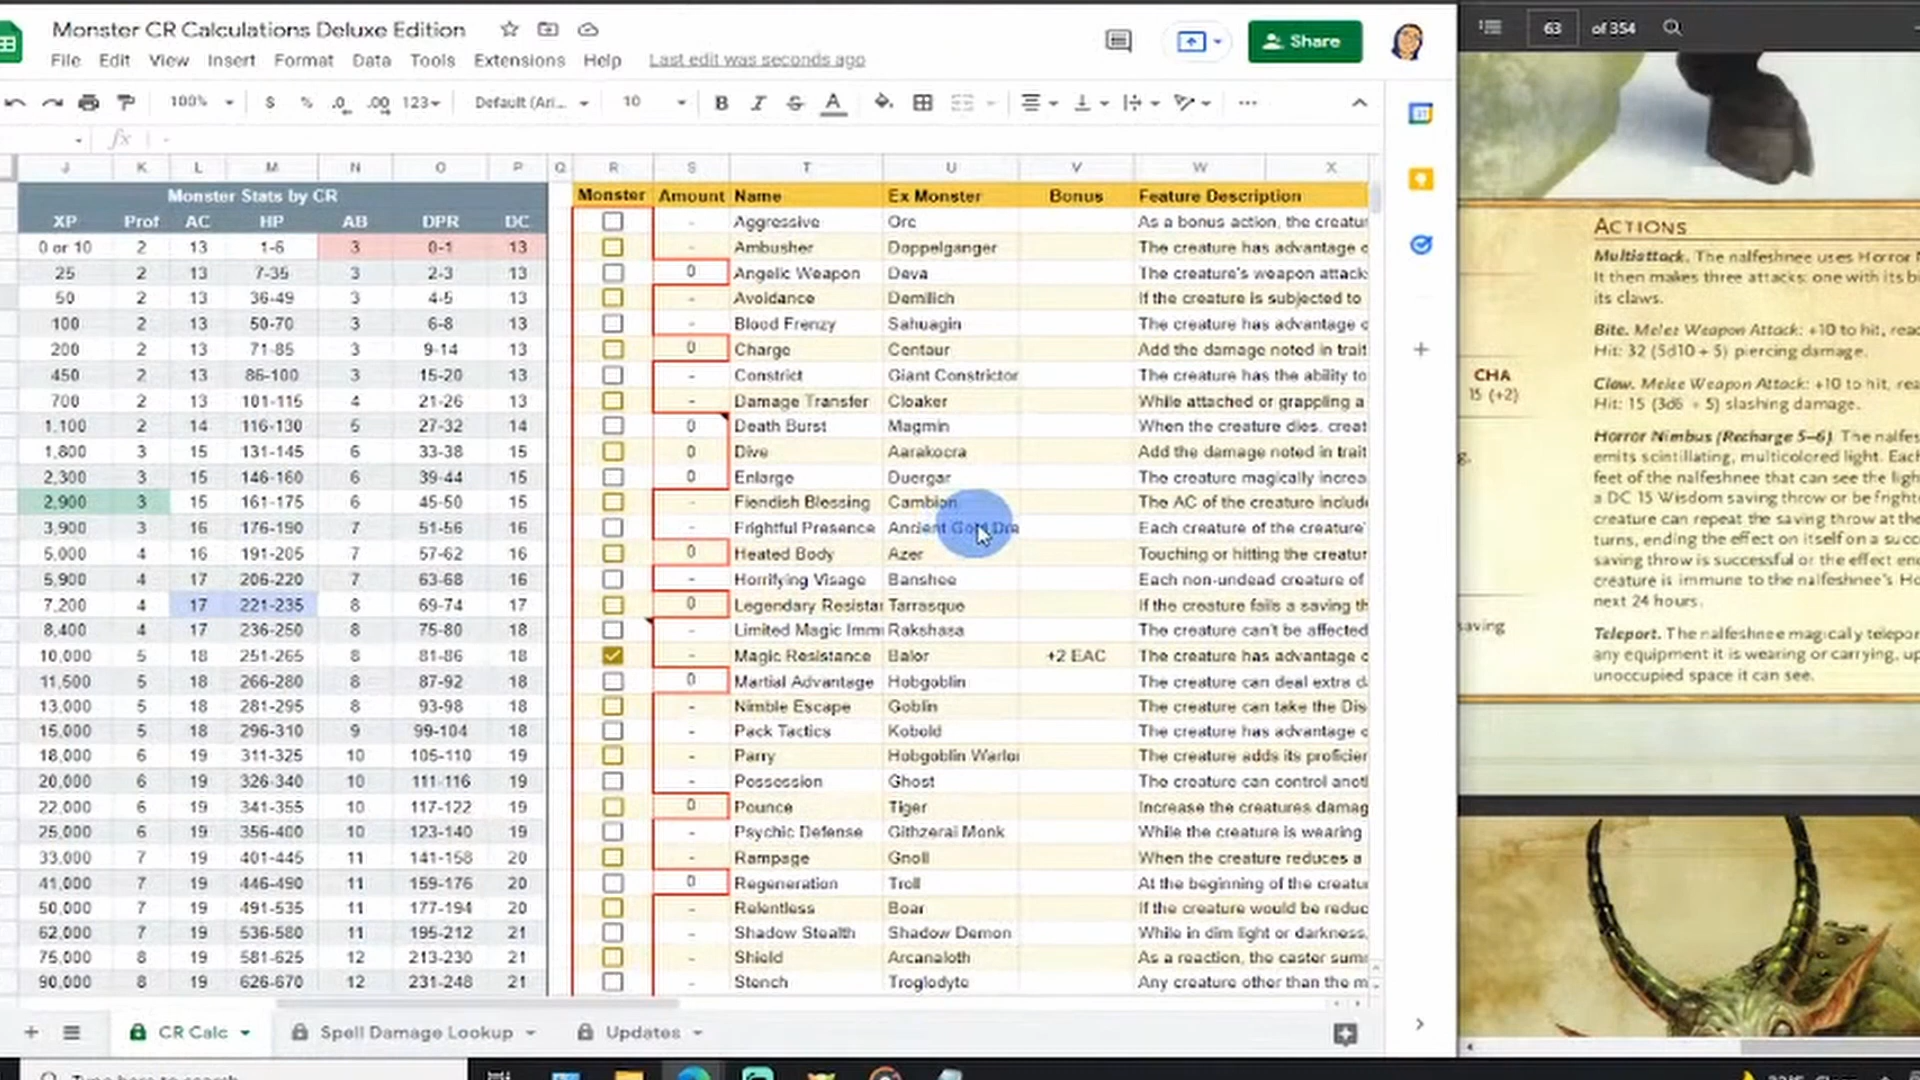 Monster CR Calculations Deluxe Edition
File Edit View Insert Format Data Tools Extensions Help Last edit was seconds ago
Share
100% $ % .0 .00 123 Default (Ari... 10 B I S A
fx -
J K L M N O P Q R S T U V W X
Monster Stats by CR
XP Prof AC HP AB DPR DC
0 or 10 2 13 1-6 3 0-1 13
25 2 13 7-35 3 2-3 13
50 2 13 36-49 3 4-5 13
100 2 13 50-70 3 6-8 13
200 2 13 71-85 3 9-14 13
450 2 13 86-100 3 15-20 13
700 2 13 101-115 4 21-26 13
1,100 2 14 116-130 5 27-32 14
1,800 3 15 131-145 6 33-38 15
2,300 3 15 146-160 6 39-44 15
2,900 3 15 161-175 6 45-50 15
3,900 3 16 176-190 7 51-56 16
5,000 4 16 191-205 7 57-62 16
5,900 4 17 206-220 7 63-68 16
7,200 4 17 221-235 8 69-74 17
8,400 4 17 236-250 8 75-80 18
10,000 5 18 251-265 8 81-86 18
11,500 5 18 266-280 8 87-92 18
13,000 5 18 281-295 8 93-98 18
15,000 5 18 296-310 9 99-104 18
18,000 6 19 311-325 10 105-110 19
20,000 6 19 326-340 10 111-116 19
22,000 6 19 341-355 10 117-122 19
25,000 6 19 356-400 10 123-140 19
33,000 7 19 401-445 11 141-158 20
41,000 7 19 446-490 11 159-176 20
50,000 7 19 491-535 11 177-194 20
62,000 7 19 536-580 11 195-212 21
75,000 8 19 581-625 12 213-230 21
90,000 8 19 626-670 12 231-248 21
Monster Amount Name Ex Monster Bonus Feature Description
- Aggressive Orc As a bonus action, the creatur
- Ambusher Doppelganger The creature has advantage o
0 Angelic Weapon Deva The creature's weapon attack
- Avoidance Demilich If the creature is subjected to
- Blood Frenzy Sahuagin The creature has advantage o
0 Charge Centaur Add the damage noted in trait
- Constrict Giant Constrictor The creature has the ability to
- Damage Transfer Cloaker While attached or grappling a
0 Death Burst Magmin When the creature dies, creat
0 Dive Aarakocra Add the damage noted in trait
0 Enlarge Duergar The creature magically increa
- Fiendish Blessing Cambion The AC of the creature include
- Frightful Presence Ancient Gold Dra Each creature of the creature'
0 Heated Body Azer Touching or hitting the creatur
- Horrifying Visage Banshee Each non-undead creature of
0 Legendary Resistar Tarrasque If the creature fails a saving th
- Limited Magic Immi Rakshasa The creature can't be affected
- Magic Resistance Balor +2 EAC The creature has advantage o
0 Martial Advantage Hobgoblin The creature can deal extra d
- Nimble Escape Goblin The creature can take the Dis
- Pack Tactics Kobold The creature has advantage o
- Parry Hobgoblin Warlor The creature adds its proficier
- Possession Ghost The creature can control anot
0 Pounce Tiger Increase the creatures damag
- Psychic Defense Githzerai Monk While the creature is wearing
- Rampage Gnoll When the creature reduces a
0 Regeneration Troll At the beginning of the creatu
- Relentless Boar If the creature would be reduc
- Shadow Stealth Shadow Demon While in dim light or darkness,
- Shield Arcanaloth As a reaction, the caster sum
- Stench Troglodyte Any creature other than the m
CR Calc Spell Damage Lookup Updates
63 of 354
CHA
15 (+2)
saving
ACTIONS
Multiattack. The nalfeshnee uses Horror N
It then makes three attacks: one with its bi
its claws.
Bite. Melee Weapon Attack: +10 to hit, reac
Hit: 32 (5d10 + 5) piercing damage.
Claw. Melee Weapon Attack: +10 to hit, rea
Hit: 15 (3d6 + 5) slashing damage.
Horror Nimbus (Recharge 5–6). The nalfes
emits scintillating, multicolored light. Each
feet of the nalfeshnee that can see the ligh
a DC 15 Wisdom saving throw or be frighte
creature can repeat the saving throw at the
turns, ending the effect on itself on a succ
saving throw is successful or the effect end
creature is immune to the nalfeshnee's Ho
next 24 hours.
Teleport. The nalfeshnee magically telepor
any equipment it is wearing or carrying, up
unoccupied space it can see.